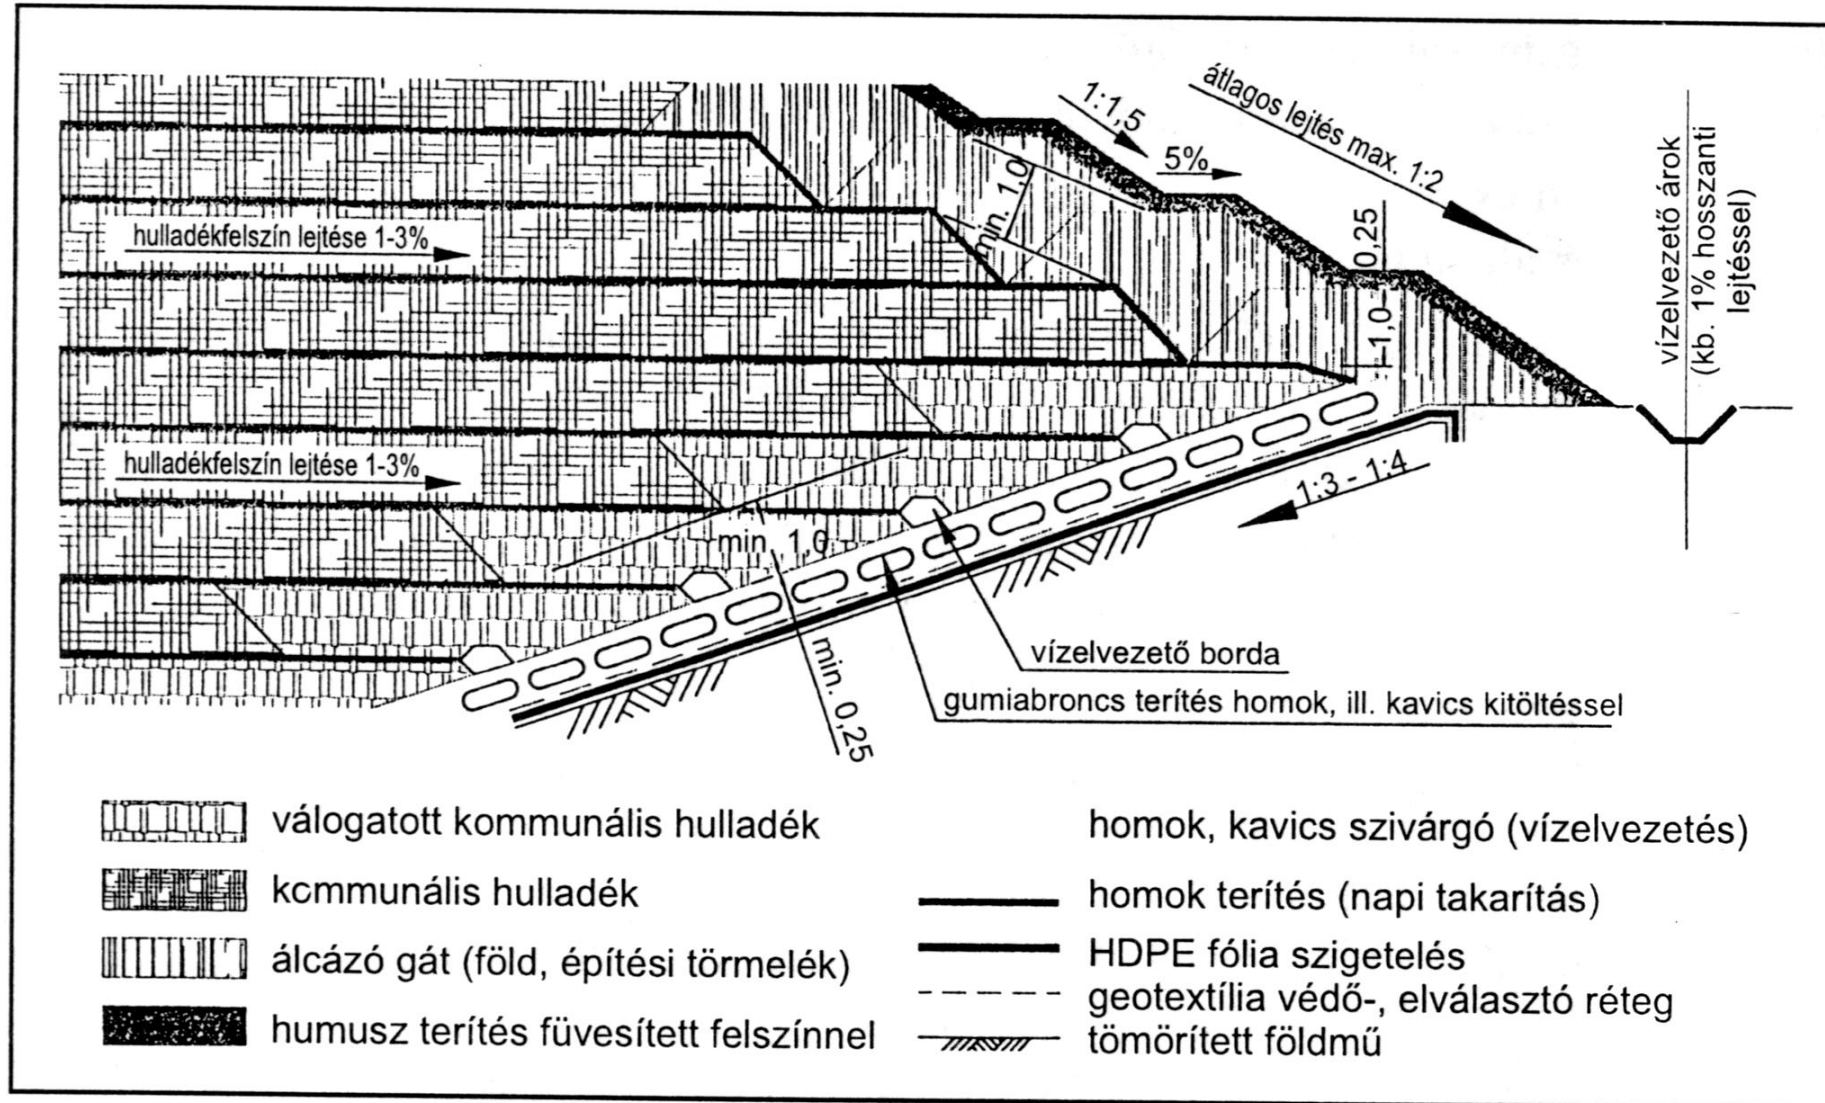 1:1,5
átlagos lejtés max. 1:2
5%
min. 1,0
0,25
1,0
vízelvezető árok
(kb. 1% hosszanti
lejtéssel)
hulladékfelszín lejtése 1-3%
hulladékfelszín lejtése 1-3%
1:3 - 1:4
min. 1,0
min. 0,25
vízelvezető borda
gumiabroncs terítés homok, ill. kavics kitöltéssel
válogatott kommunális hulladék
kommunális hulladék
álcázó gát (föld, építési törmelék)
humusz terítés füvesített felszínnel
homok, kavics szivárgó (vízelvezetés)
homok terítés (napi takarítás)
HDPE fólia szigetelés
geotextília védő-, elválasztó réteg
tömörített földmű